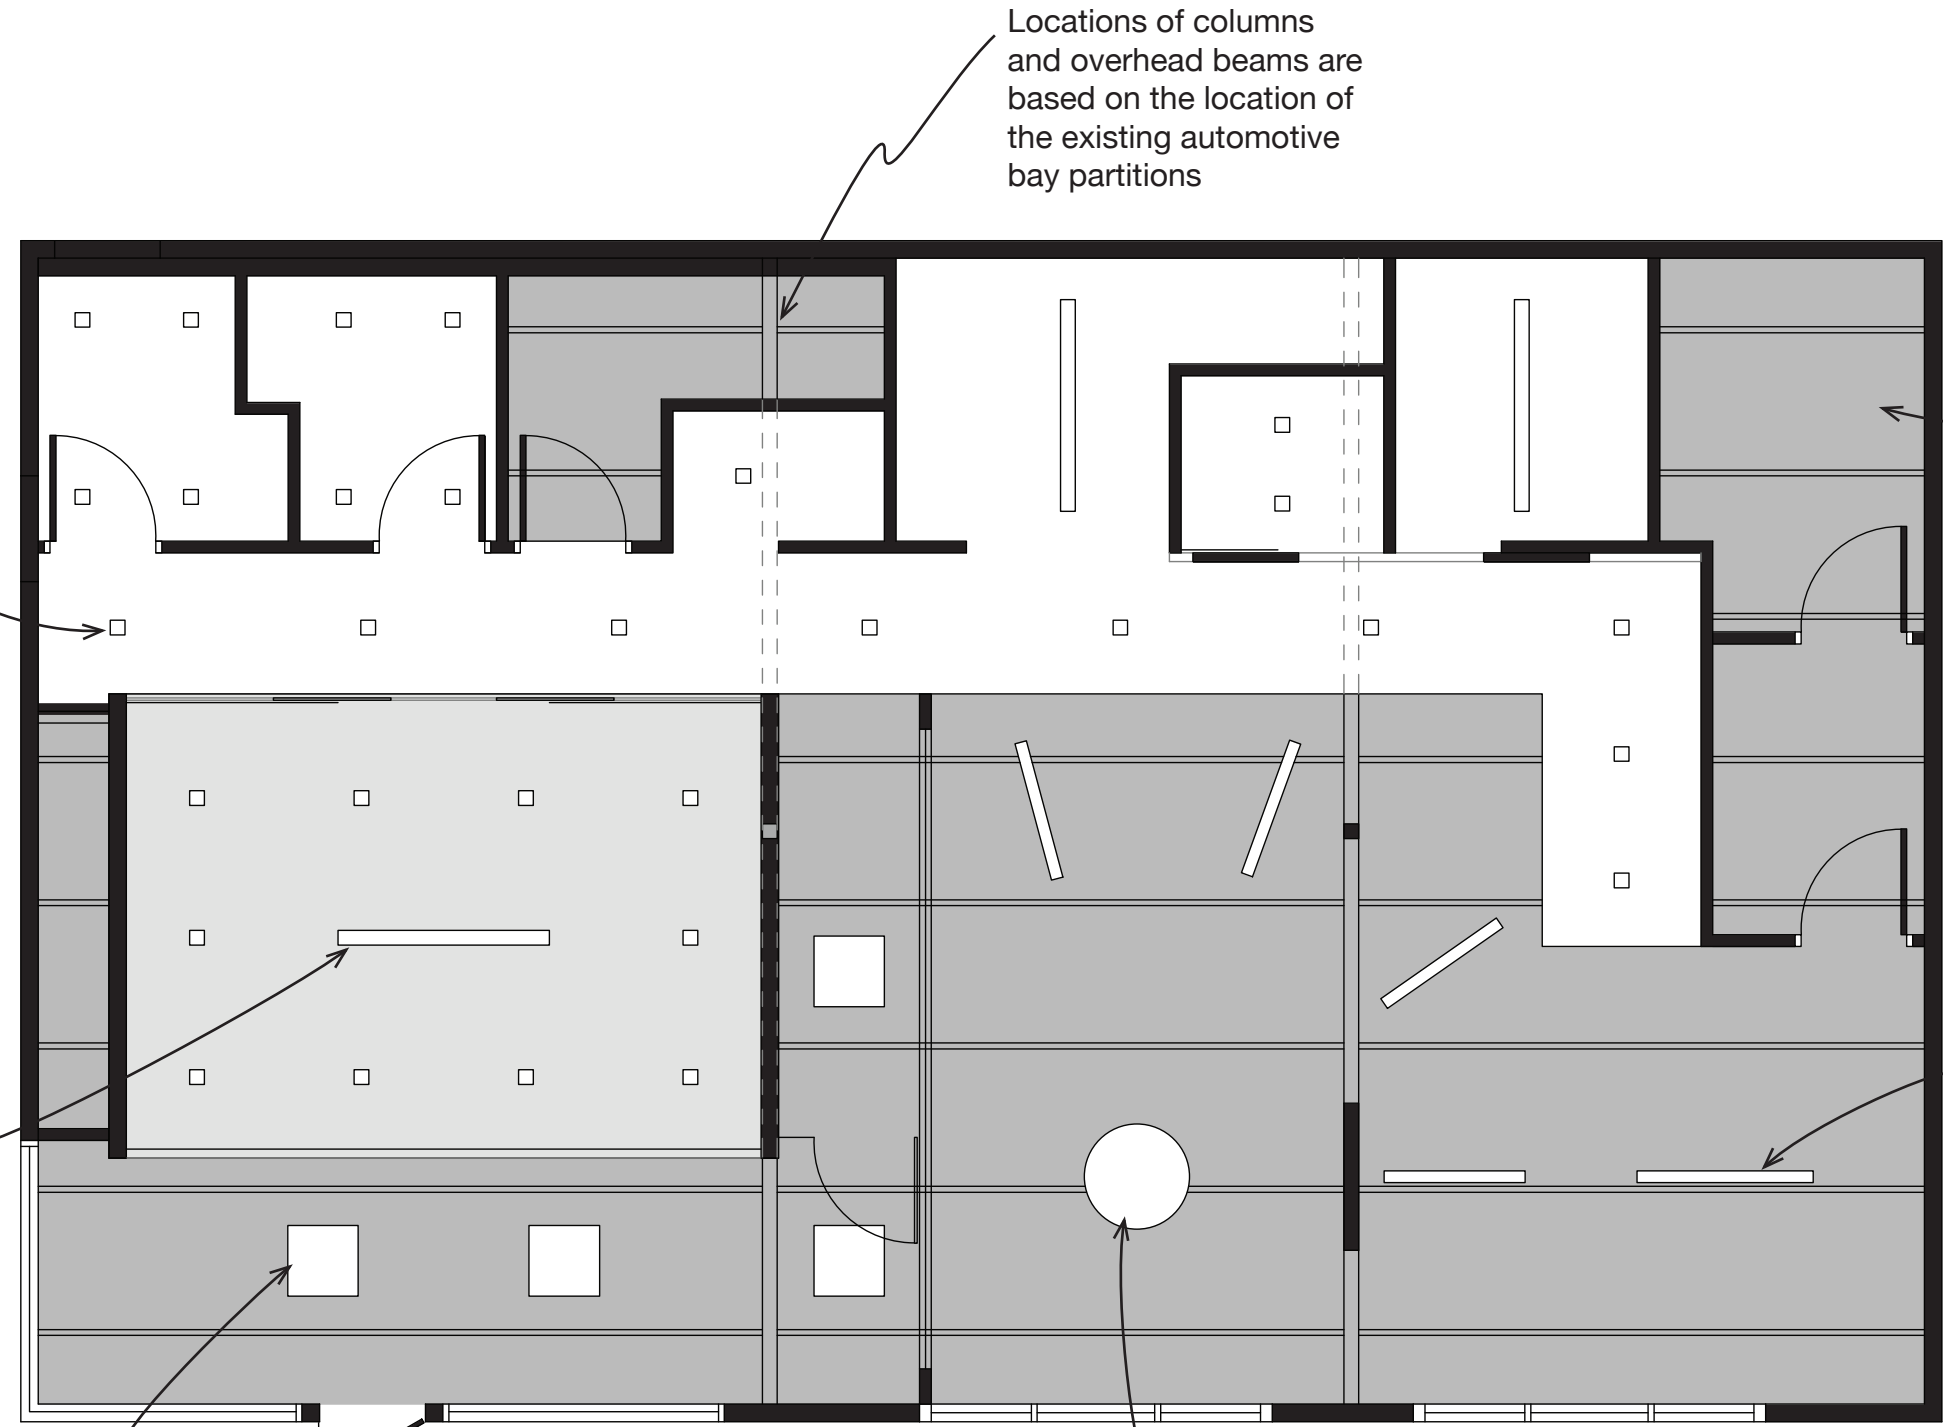 Locations of columns
and overhead beams are
based on the location of
the existing automotive
bay partitions